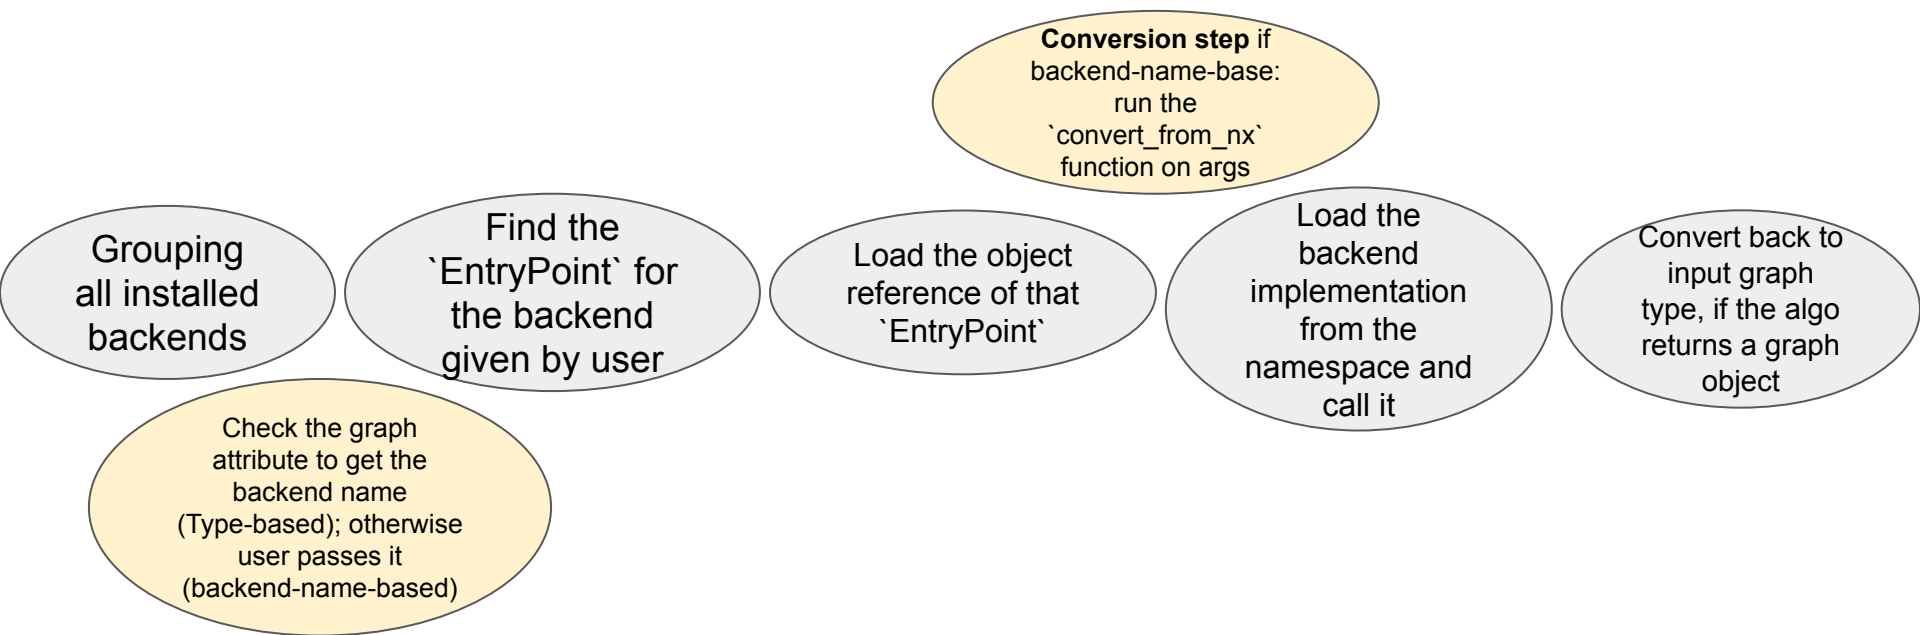 Conversion step if
backend-name-base:
run the
`convert_from_nx`
function on args
Grouping
all installed
backends
Find the
`EntryPoint` for
the backend
given by user
Load the object
reference of that
`EntryPoint`
Load the
backend
implementation
from the
namespace and
call it
Convert back to
input graph
type, if the algo
returns a graph
object
Check the graph
attribute to get the
backend name
(Type-based); otherwise
user passes it
(backend-name-based)